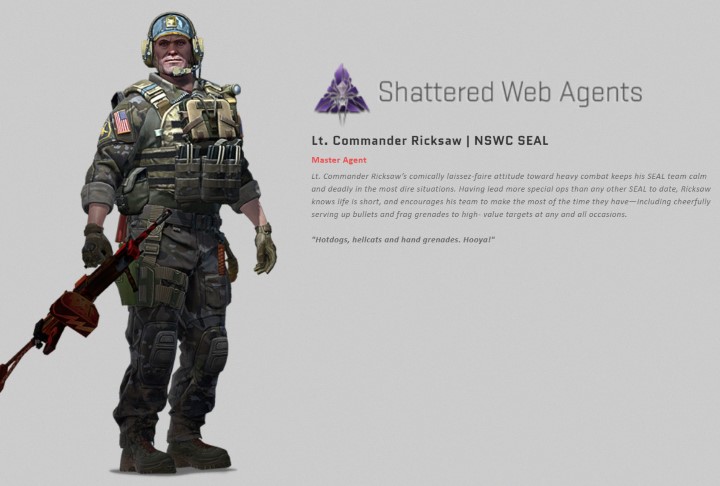 Shattered Web Agents
Lt. Commander Ricksaw | NSWC SEAL
Master Agent
Lt. Commander Ricksaw's comically laissez-faire attitude toward heavy combat keeps his SEAL team calm
and deadly in the most dire situations. Having lead more special ops than any other SEAL to date, Ricksaw
knows life is short, and encourages his team to make the most of the time they have—including cheerfully
serving up bullets and frag grenades to high- value targets at any and all occasions.
"Hotdogs, hellcats and hand grenades. Hooya!"